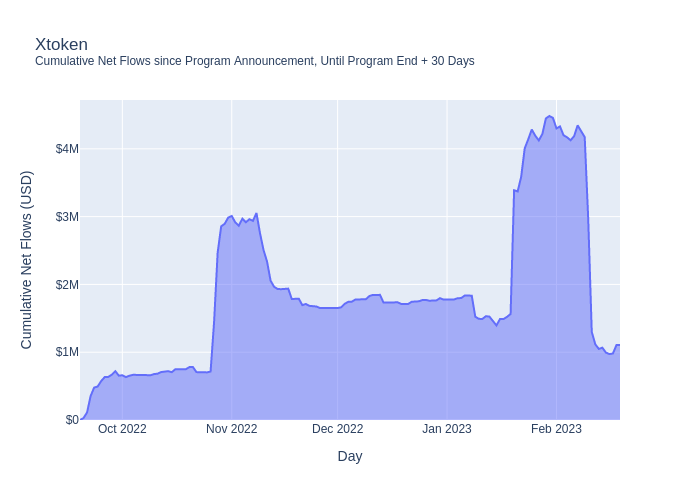 Xtoken
Cumulative Net Flows since Program Announcement, Until Program End + 30 Days
Cumulative Net Flows (USD)
$4M
$3M
$2M
$1M
$0
Oct 2022
Nov 2022
Dec 2022
Jan 2023
Feb 2023
Day